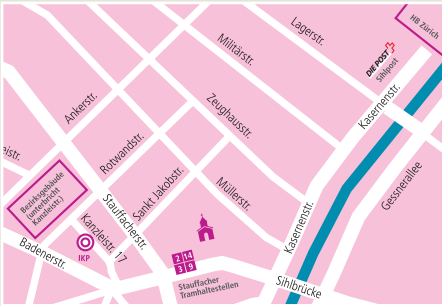 HB Zürich
Lagerstr.
Militärstr.
DIE POST
Sihlpost
Ankerstr.
Zeughausstr.
Kasernenstr.
eistr.
Rotwandstr.
Bezirksgebäude
(unterbricht
Kanzleistr.)
Sankt Jakobstr.
Müllerstr.
Gessnerallee
Stauffacherstr.
Kanzleistr. 17
Kasernenstr.
Badenerstr.
IKP
2 14
3 9
Stauffacher
Tramhaltestellen
Sihlbrücke